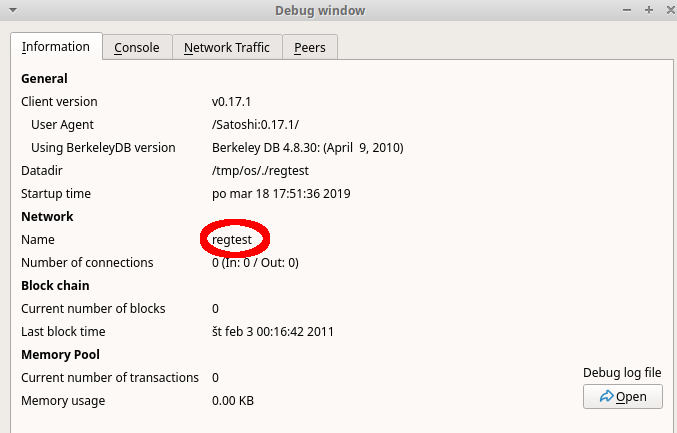 Debug window
Information Console Network Traffic Peers
General
Client version v0.17.1
User Agent /Satoshi:0.17.1/
Using BerkeleyDB version Berkeley DB 4.8.30: (April  9, 2010)
Datadir /tmp/os/./regtest
Startup time po mar 18 17:51:36 2019
Network
Name regtest
Number of connections 0 (In: 0 / Out: 0)
Block chain
Current number of blocks 0
Last block time št feb 3 00:16:42 2011
Memory Pool
Current number of transactions 0
Memory usage 0.00 KB
Debug log file
Open